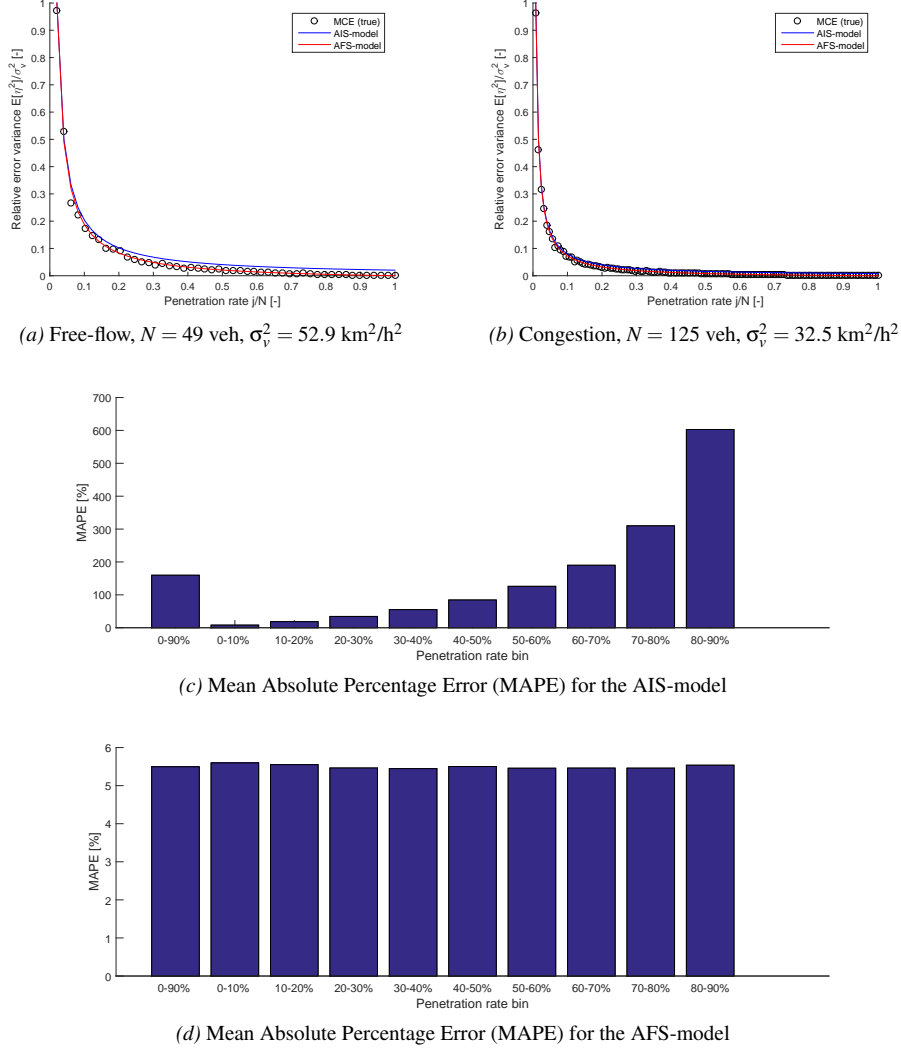 Relative error variance E[η²]/σ²ᵥ [-]
1
0.9
0.8
0.7
0.6
0.5
0.4
0.3
0.2
0.1
0
0 0.1 0.2 0.3 0.4 0.5 0.6 0.7 0.8 0.9 1
Penetration rate j/N [-]
MCE (true)
AIS-model
AFS-model
(a) Free-flow, N = 49 veh, σ²ᵥ = 52.9 km²/h²
Relative error variance E[η²]/σ²ᵥ [-]
1
0.9
0.8
0.7
0.6
0.5
0.4
0.3
0.2
0.1
0
0 0.1 0.2 0.3 0.4 0.5 0.6 0.7 0.8 0.9 1
Penetration rate j/N [-]
MCE (true)
AIS-model
AFS-model
(b) Congestion, N = 125 veh, σ²ᵥ = 32.5 km²/h²
MAPE [%]
700
600
500
400
300
200
100
0
0-90% 0-10% 10-20% 20-30% 30-40% 40-50% 50-60% 60-70% 70-80% 80-90%
Penetration rate bin
(c) Mean Absolute Percentage Error (MAPE) for the AIS-model
MAPE [%]
6
5
4
3
2
1
0
0-90% 0-10% 10-20% 20-30% 30-40% 40-50% 50-60% 60-70% 70-80% 80-90%
Penetration rate bin
(d) Mean Absolute Percentage Error (MAPE) for the AFS-model